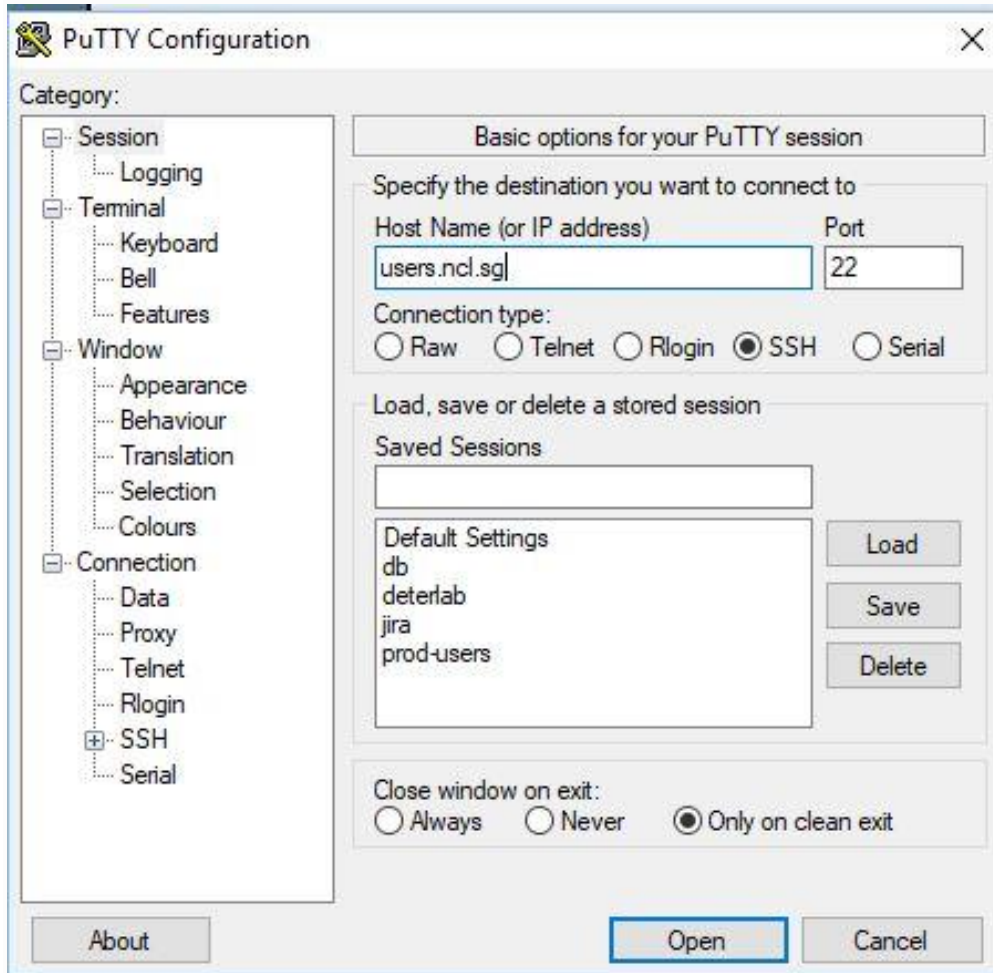 PuTTY Configuration
Category:
Session
Logging
Terminal
Keyboard
Bell
Features
Window
Appearance
Behaviour
Translation
Selection
Colours
Connection
Data
Proxy
Telnet
Rlogin
SSH
Serial
Basic options for your PuTTY session
Specify the destination you want to connect to
Host Name (or IP address) Port
users.ncl.sg 22
Connection type:
Raw Telnet Rlogin SSH Serial
Load, save or delete a stored session
Saved Sessions
Default Settings
db
deterlab
jira
prod-users
Load
Save
Delete
Close window on exit:
Always Never Only on clean exit
About Open Cancel